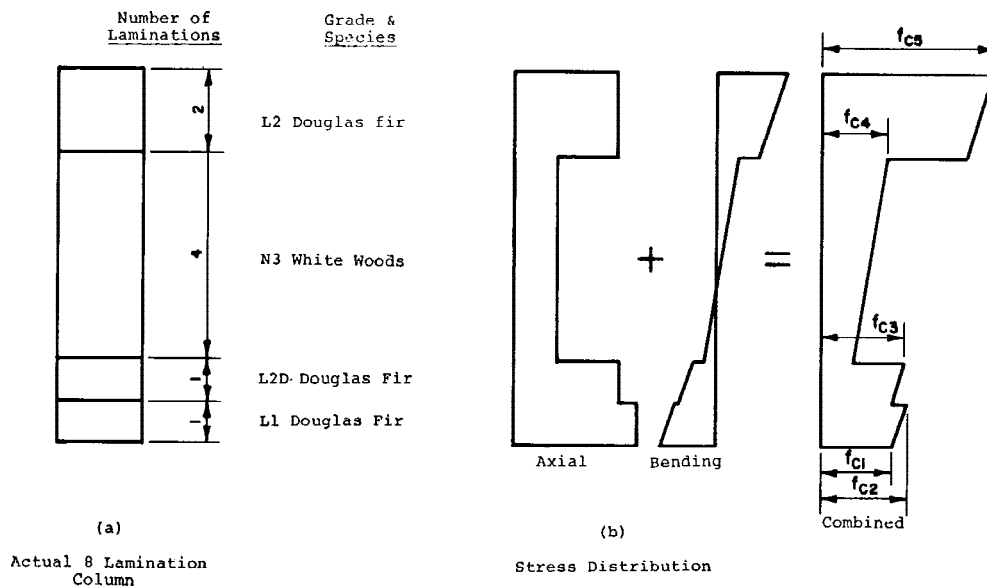 Number of
Laminations
Grade &
Species
2
L2 Douglas fir
4
N3 White Woods
1
L2D Douglas Fir
1
L1 Douglas Fir
(a)
Actual 8 Lamination
Column
+
=
fC5
fC4
fC3
fC1
fC2
Axial
Bending
Combined
(b)
Stress Distribution